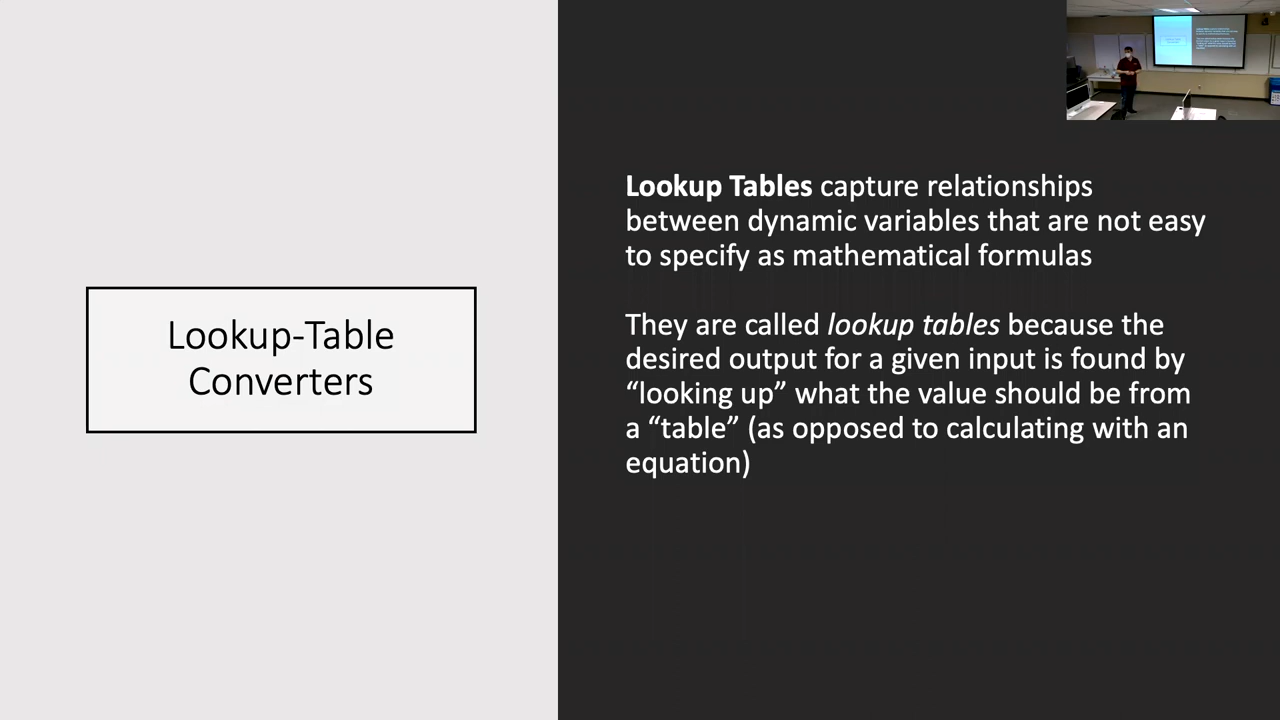 Lookup-Table
Converters
Lookup Tables capture relationships
between dynamic variables that are not easy
to specify as mathematical formulas
They are called lookup tables because the
desired output for a given input is found by
“looking up” what the value should be from
a “table” (as opposed to calculating with an
equation)